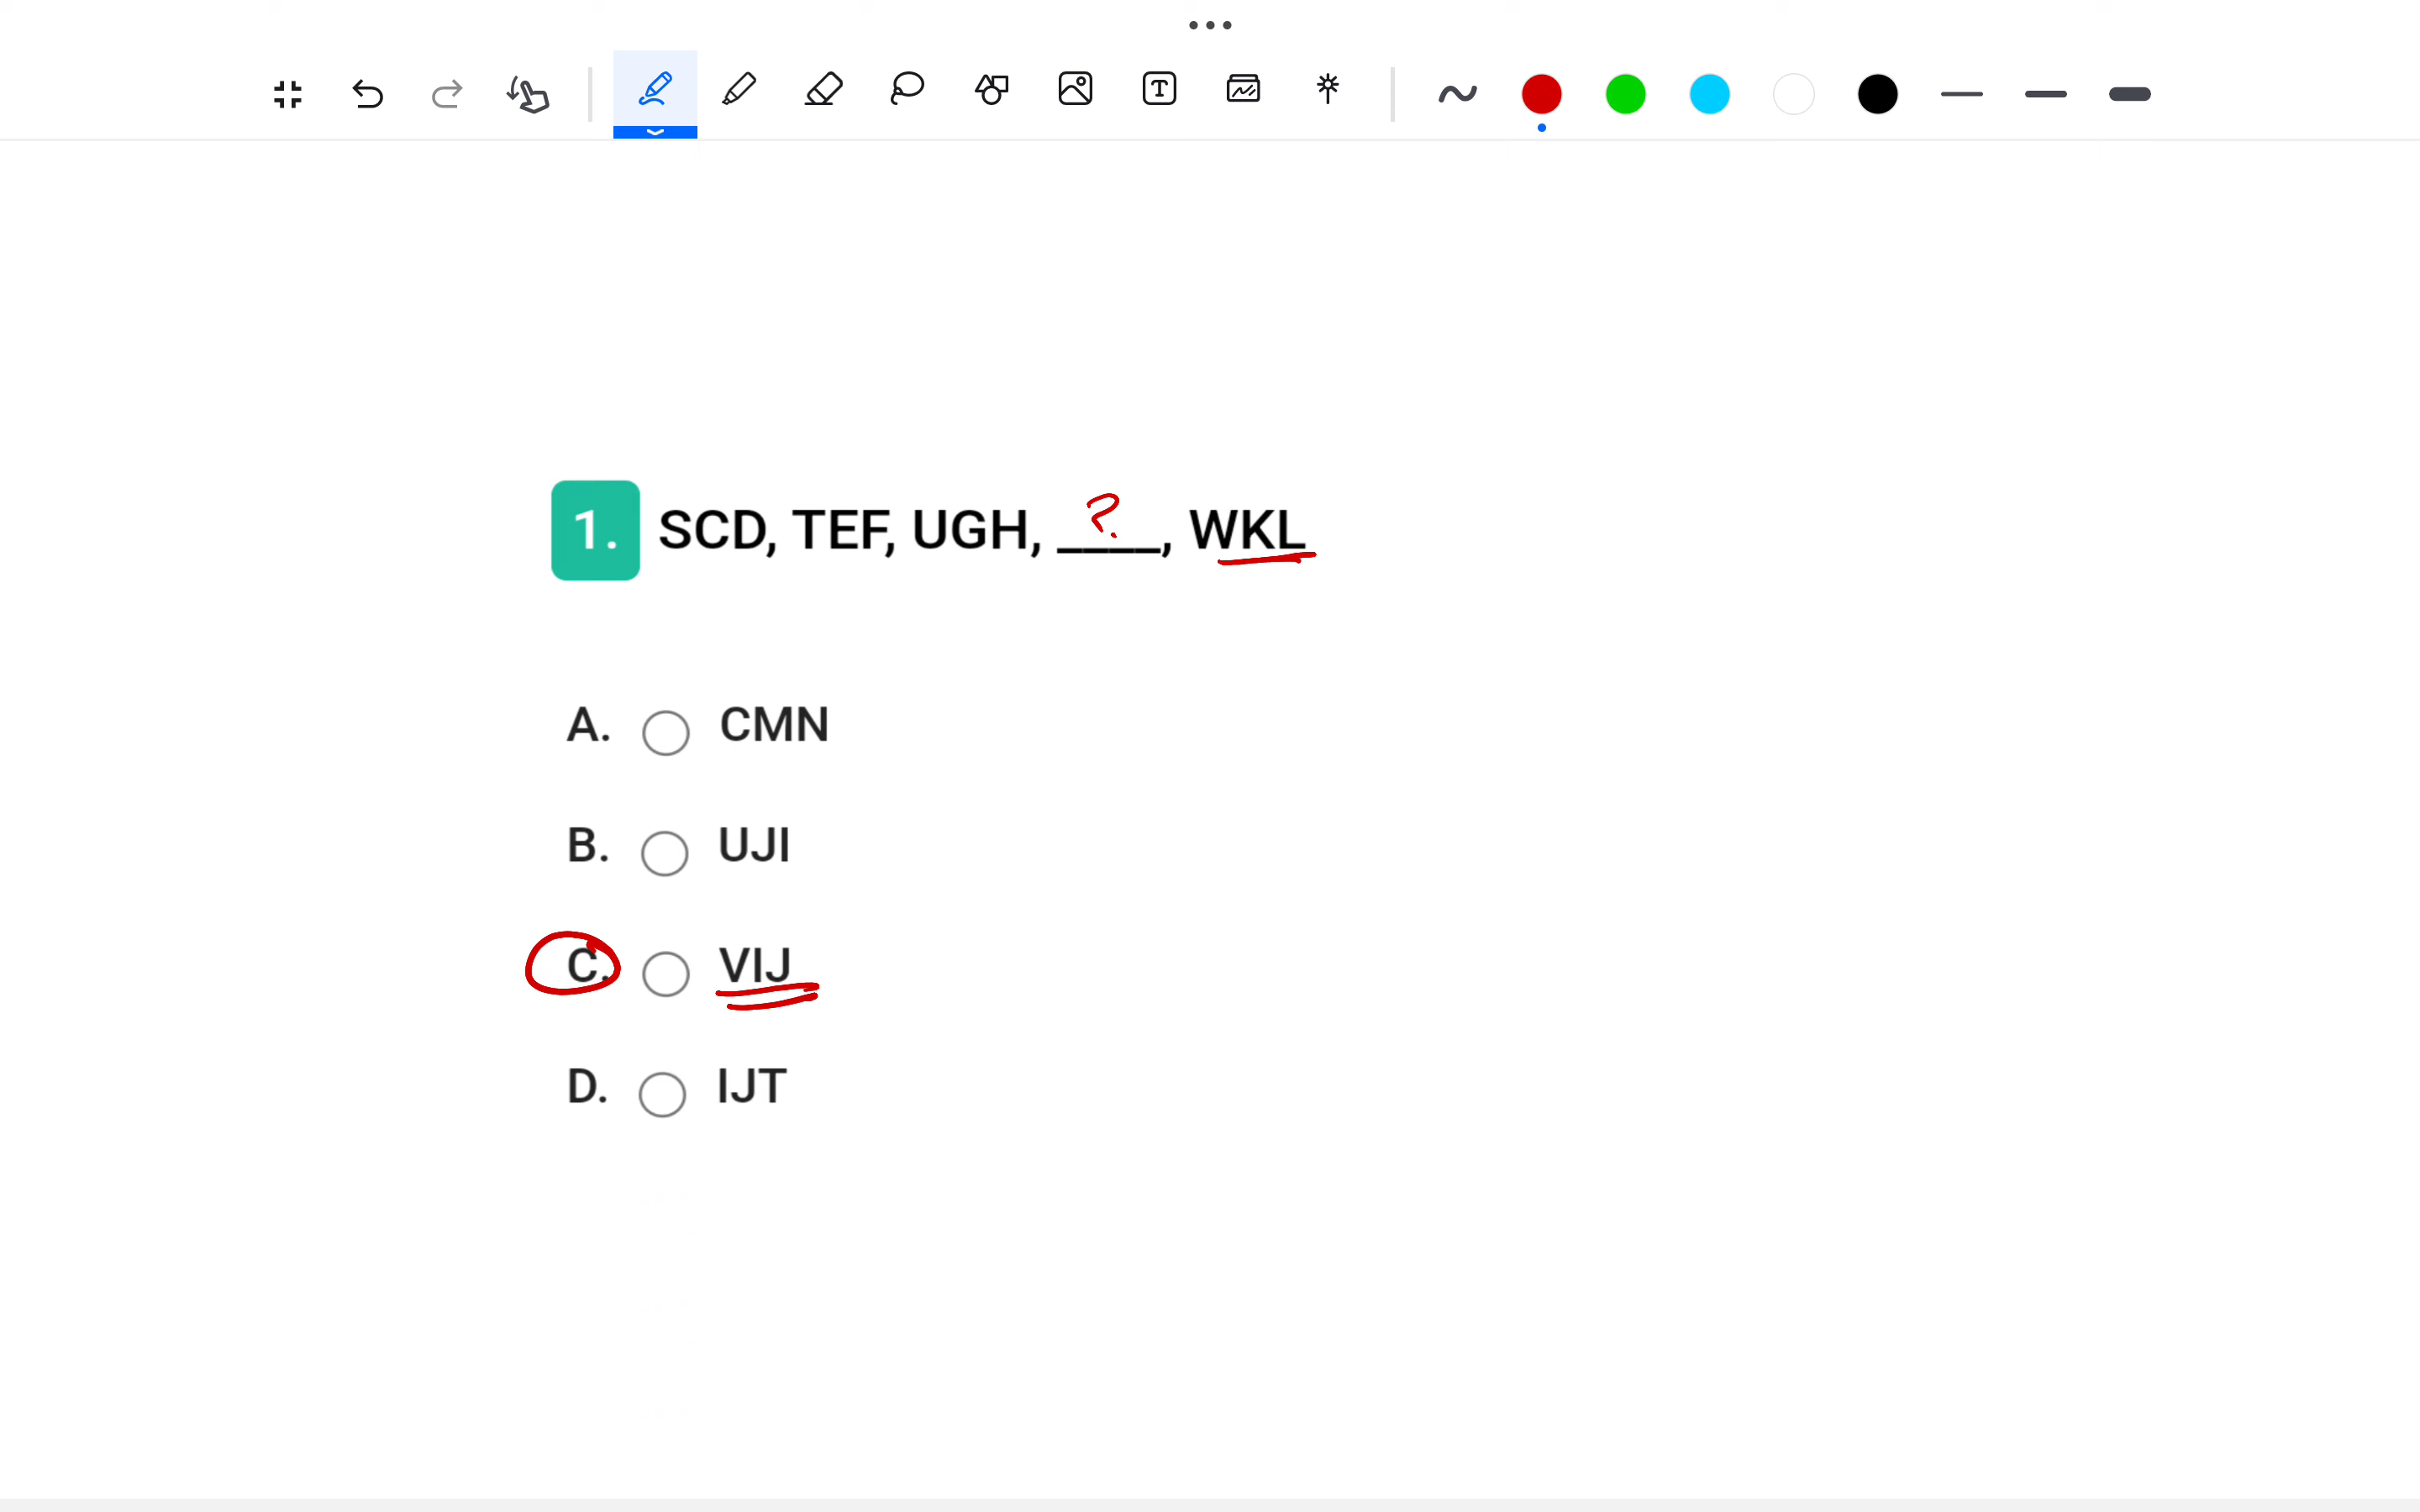 1. SCD, TEF, UGH, ____, WKL
?
A. CMN
B. UJI
C. VIJ
D. IJT